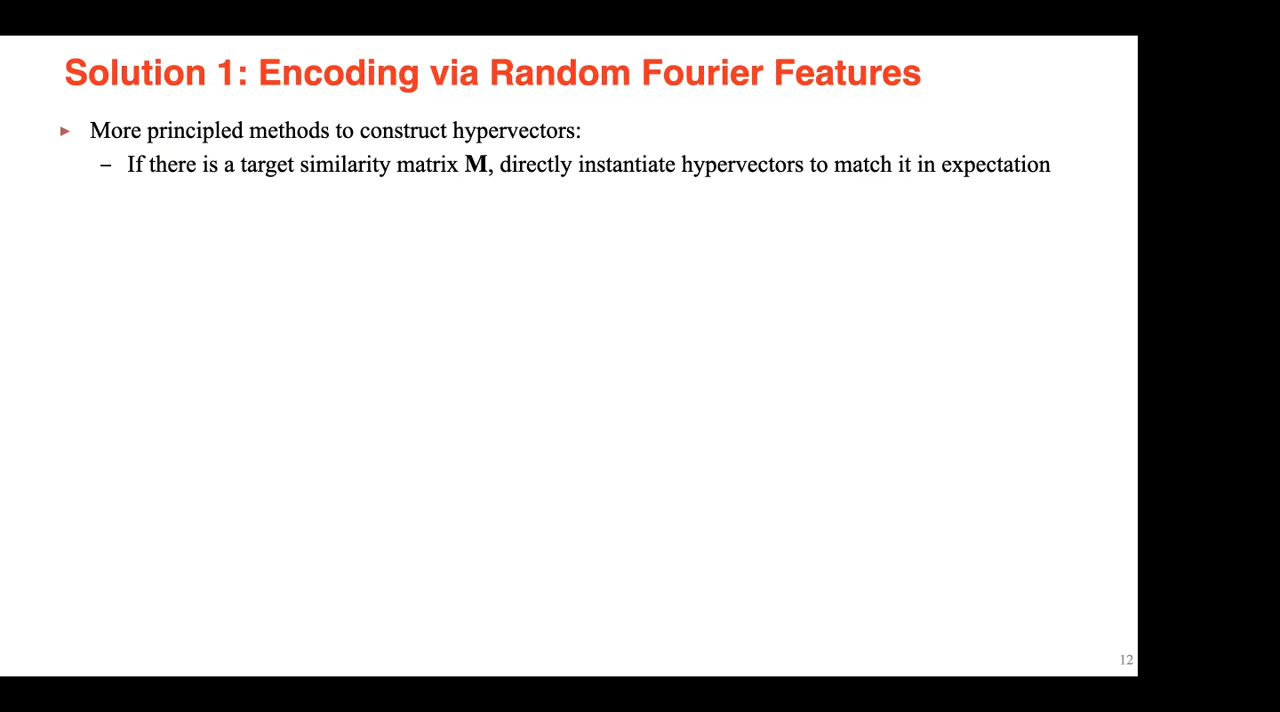 Solution 1: Encoding via Random Fourier Features
▸ More principled methods to construct hypervectors:
– If there is a target similarity matrix M, directly instantiate hypervectors to match it in expectation
12